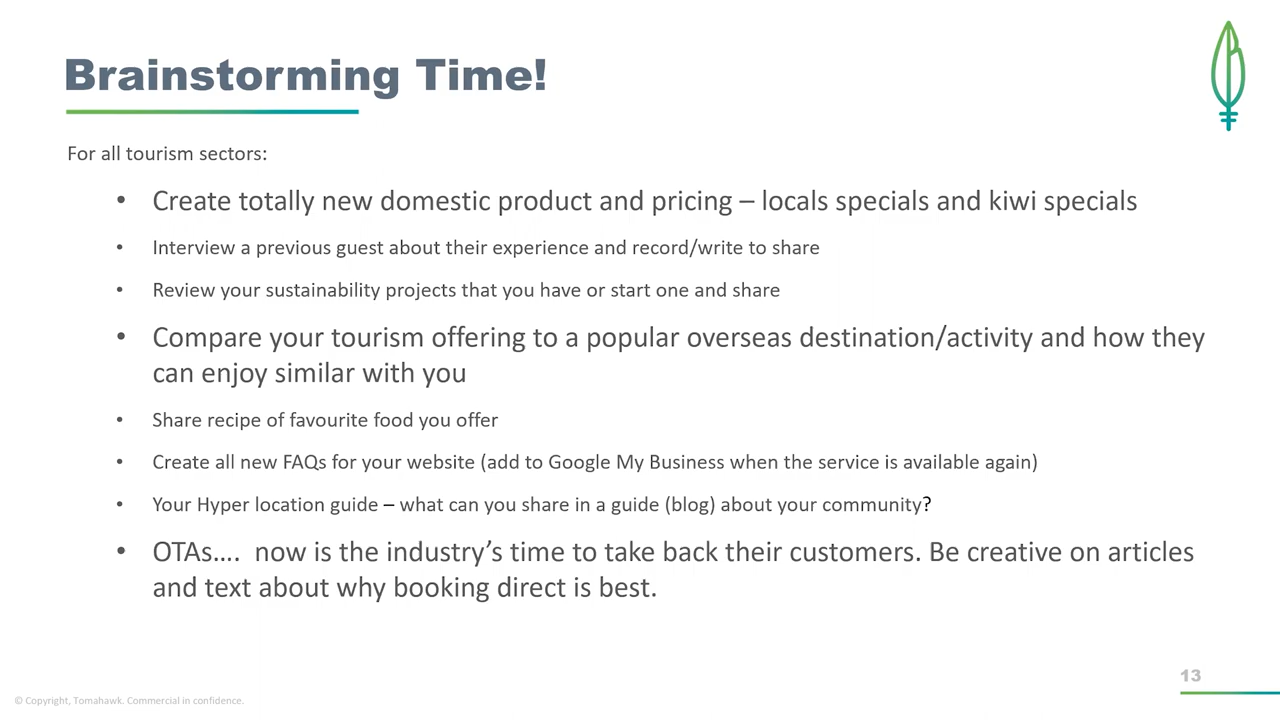 Brainstorming Time!
For all tourism sectors:
• Create totally new domestic product and pricing – locals specials and kiwi specials
• Interview a previous guest about their experience and record/write to share
• Review your sustainability projects that you have or start one and share
• Compare your tourism offering to a popular overseas destination/activity and how they
can enjoy similar with you
• Share recipe of favourite food you offer
• Create all new FAQs for your website (add to Google My Business when the service is available again)
• Your Hyper location guide – what can you share in a guide (blog) about your community?
• OTAs…. now is the industry’s time to take back their customers. Be creative on articles
and text about why booking direct is best.
13
© Copyright, Tomahawk. Commercial in confidence.